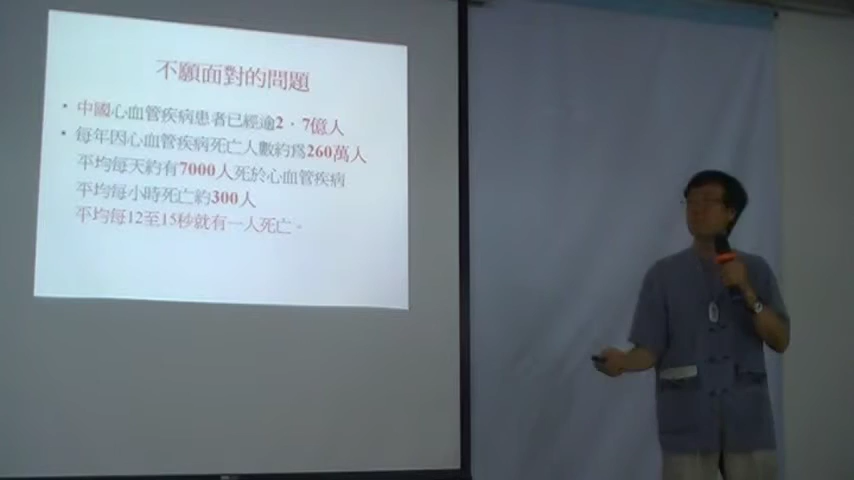 不願面對的問題
• 中國心血管疾病患者已經逾2．7億人
• 每年因心血管疾病死亡人數約為260萬人
平均每天約有7000人死於心血管疾病
平均每小時死亡約300人
平均每12至15秒就有一人死亡。